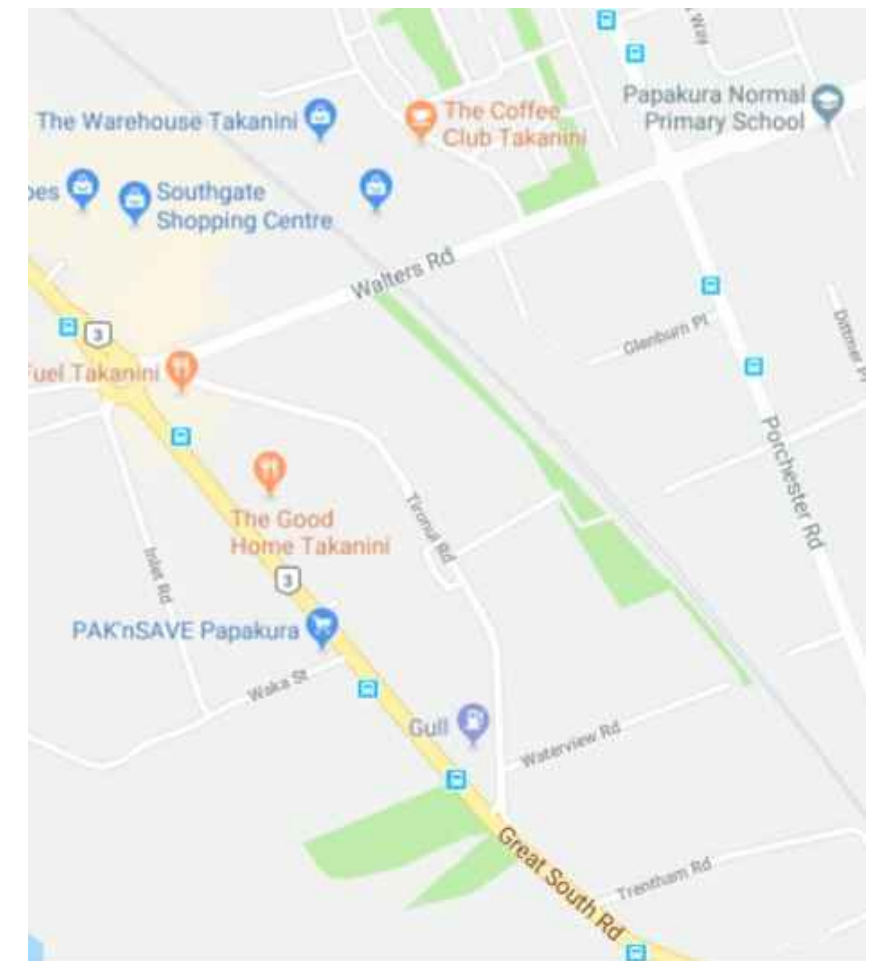 Papakura Normal
Primary School
The Coffee
Club Takanini
The Warehouse Takanini
Southgate
Shopping Centre
Walters Rd
3
Glenburn Pl
Takanini
Porchester Rd
The Good
Home Takanini
Tironui Rd
Inlet Rd
3
PAK'nSAVE Papakura
Waka St
Gull
Waterview Rd
Great South Rd
Trentham Rd